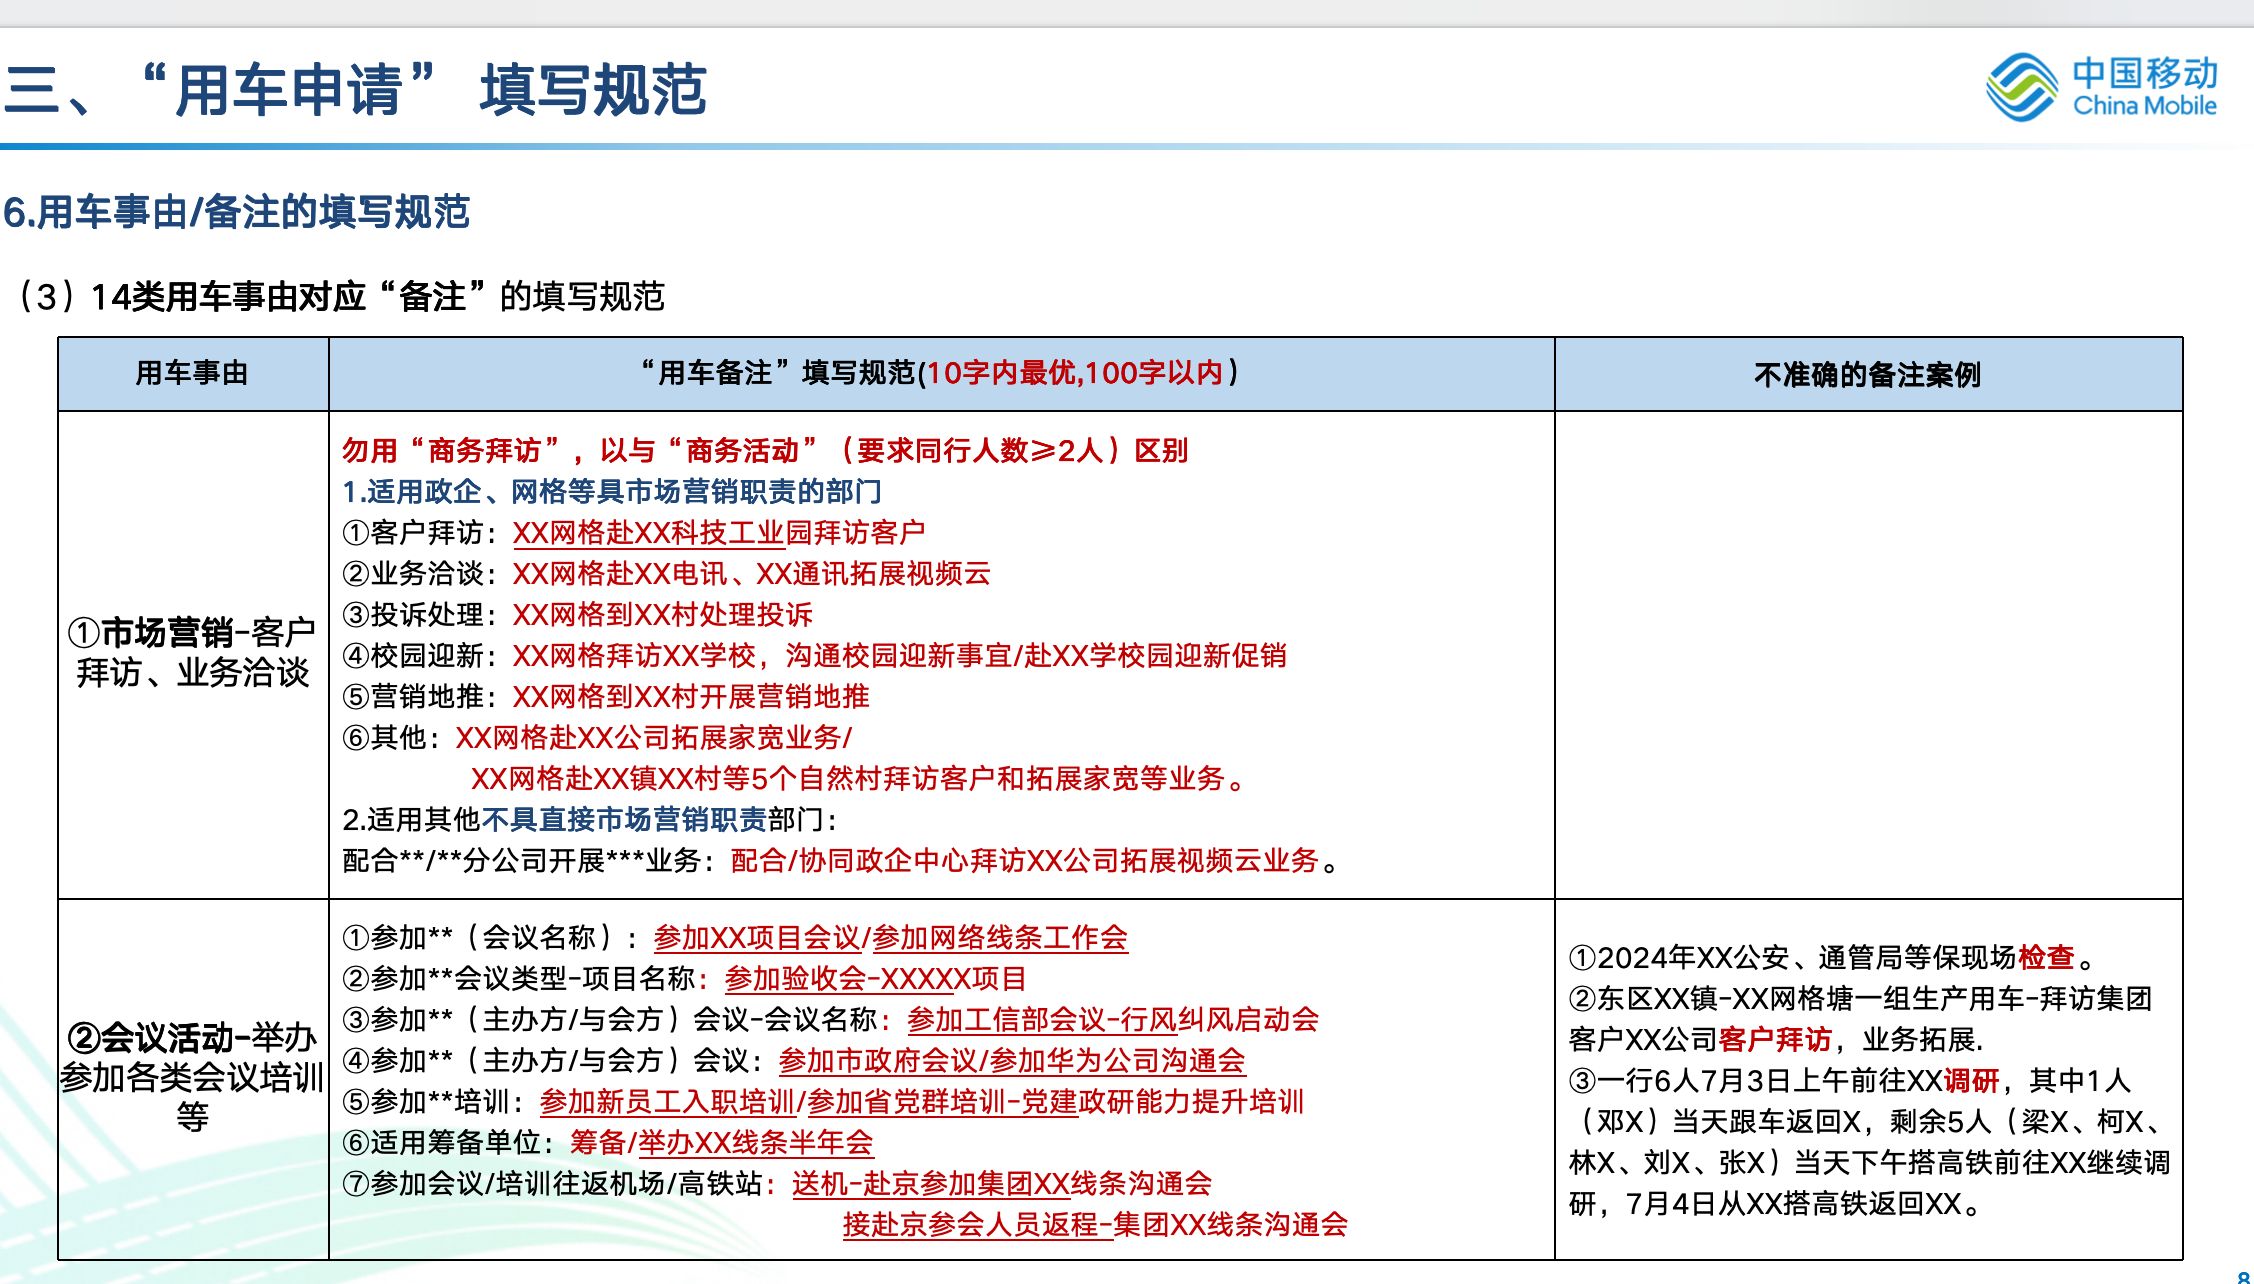 三、“用车申请” 填写规范
中国移动
China Mobile
6.用车事由/备注的填写规范
（3）14类用车事由对应“备注”的填写规范
用车事由
“用车备注”填写规范(10字内最优,100字以内）
不准确的备注案例
①市场营销-客户
拜访、业务洽谈
勿用“商务拜访”，以与“商务活动”（要求同行人数≥2人）区别
1.适用政企、网格等具市场营销职责的部门
①客户拜访：XX网格赴XX科技工业园拜访客户
②业务洽谈：XX网格赴XX电讯、XX通讯拓展视频云
③投诉处理：XX网格到XX村处理投诉
④校园迎新：XX网格拜访XX学校，沟通校园迎新事宜/赴XX学校园迎新促销
⑤营销地推：XX网格到XX村开展营销地推
⑥其他：XX网格赴XX公司拓展家宽业务/
XX网格赴XX镇XX村等5个自然村拜访客户和拓展家宽等业务。
2.适用其他不具直接市场营销职责部门：
配合**/**分公司开展***业务：配合/协同政企中心拜访XX公司拓展视频云业务。
②会议活动-举办
参加各类会议培训
等
①参加**（会议名称）：参加XX项目会议/参加网络线条工作会
②参加**会议类型-项目名称：参加验收会-XXXXX项目
③参加**（主办方/与会方）会议-会议名称：参加工信部会议-行风纠风启动会
④参加**（主办方/与会方）会议：参加市政府会议/参加华为公司沟通会
⑤参加**培训：参加新员工入职培训/参加省党群培训-党建政研能力提升培训
⑥适用筹备单位：筹备/举办XX线条半年会
⑦参加会议/培训往返机场/高铁站：送机-赴京参加集团XX线条沟通会
接赴京参会人员返程-集团XX线条沟通会
①2024年XX公安、通管局等保现场检查。
②东区XX镇-XX网格塘一组生产用车-拜访集团
客户XX公司客户拜访，业务拓展.
③一行6人7月3日上午前往XX调研，其中1人
（邓X）当天跟车返回X，剩余5人（梁X、柯X、
林X、刘X、张X）当天下午搭高铁前往XX继续调
研，7月4日从XX搭高铁返回XX。
8